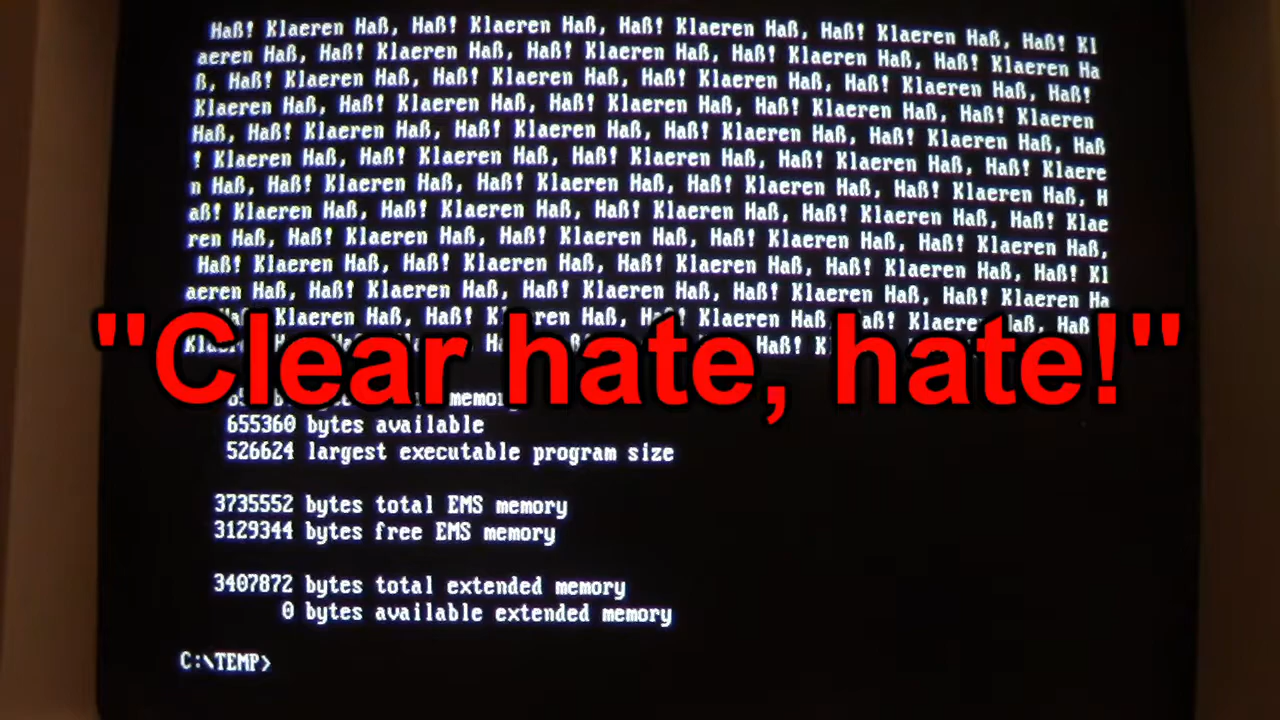 Haß! Klaeren Haß, Haß! Klaeren Haß, Haß! Klaeren Haß, Haß! Klaeren Haß, Haß! Kl
aeren Haß, Haß! Klaeren Haß, Haß! Klaeren Haß, Haß! Klaeren Haß, Haß! Klaeren Ha
ß, Haß! Klaeren Haß, Haß! Klaeren Haß, Haß! Klaeren Haß, Haß! Klaeren Haß, Haß!
Klaeren Haß, Haß! Klaeren Haß, Haß! Klaeren Haß, Haß! Klaeren Haß, Haß! Klaeren
Haß, Haß! Klaeren Haß, Haß! Klaeren Haß, Haß! Klaeren Haß, Haß! Klaeren Haß, Haß
! Klaeren Haß, Haß! Klaeren Haß, Haß! Klaeren Haß, Haß! Klaeren Haß, Haß! Klaere
n Haß, Haß! Klaeren Haß, Haß! Klaeren Haß, Haß! Klaeren Haß, Haß! Klaeren Haß, H
aß! Klaeren Haß, Haß! Klaeren Haß, Haß! Klaeren Haß, Haß! Klaeren Haß, Haß! Klae
ren Haß, Haß! Klaeren Haß, Haß! Klaeren Haß, Haß! Klaeren Haß, Haß! Klaeren Haß,
Haß! Klaeren Haß, Haß! Klaeren Haß, Haß! Klaeren Haß, Haß! Klaeren Haß, Haß! Kl
aeren Haß, Haß! Klaeren Haß, Haß! Klaeren Haß, Haß! Klaeren Haß, Haß! Klaeren Ha
"Clear hate, hate!"
memory
655360 bytes available
526624 largest executable program size
3735552 bytes total EMS memory
3129344 bytes free EMS memory
3407872 bytes total extended memory
0 bytes available extended memory
C:\TEMP>